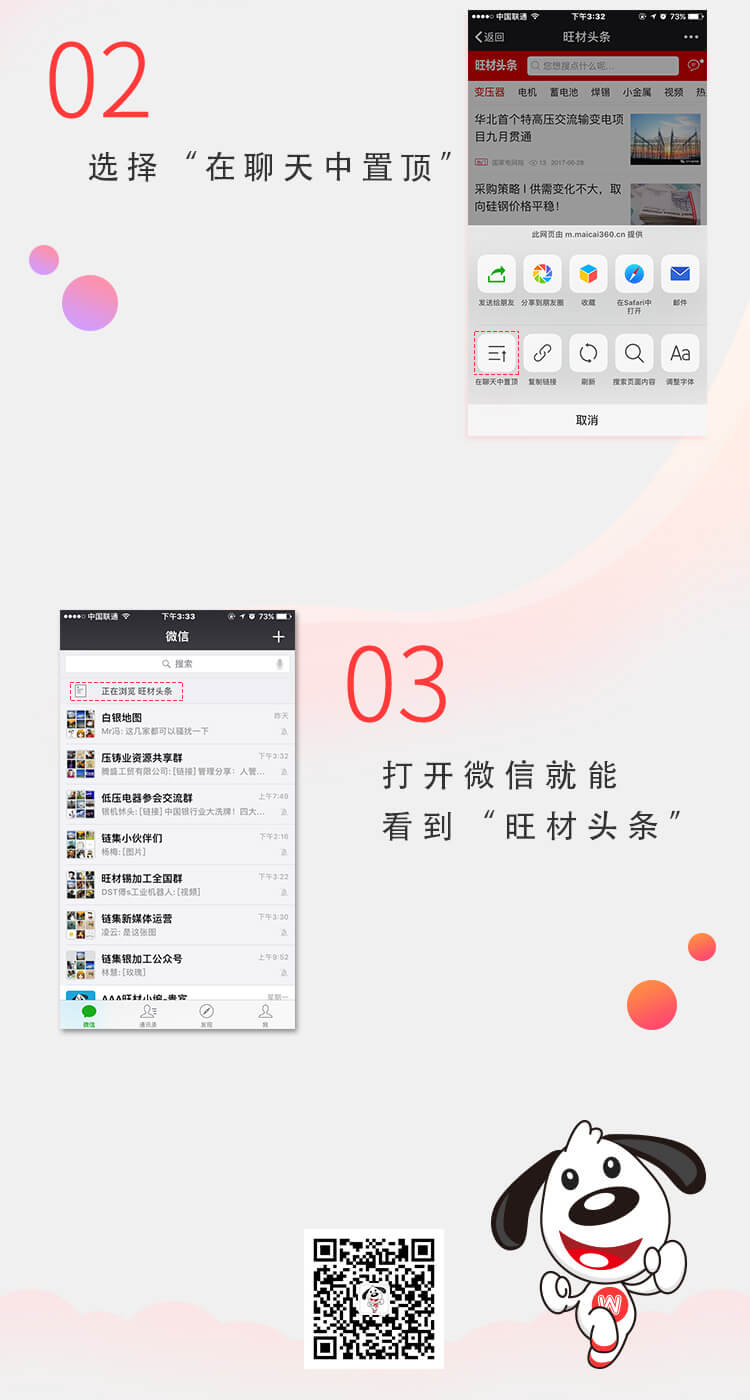 02
选择“在聊天中置顶”
中国联通 下午3:32 73%
返回 旺材头条
旺材头条 您想搜点什么呢...
变压器 电机 蓄电池 焊锡 小金属 视频 热
华北首个特高压交流输变电项
目九月贯通
热门 国家电网报 13 2017-06-28
采购策略 | 供需变化不大，取
向硅钢价格平稳！
此网页由 m.maicai360.cn 提供
发送给朋友 分享到朋友圈 收藏 在Safari中 邮件
打开
Aa
在聊天中置顶 复制链接 刷新 搜索页面内容 调整字体
取消
中国联通 下午3:33 73%
微信
搜索
正在浏览 旺材头条
白银地图 昨天
Mr冯: 这几家都可以骚扰一下
压铸业资源共享群 下午3:32
腾盛工贸有限公司: [链接] 管理分享：人管...
低压电器参会交流群 上午7:49
银机林头: [链接] 中国银行业大洗牌！四大...
链集小伙伴们 下午2:16
杨梅: [图片]
旺材锡加工全国群 下午3:22
DST傅s工业机器人: [视频]
链集新媒体运营 下午3:30
凌云: 是这张图
链集银加工公众号 上午9:52
林慧: [玫瑰]
AAA旺材小编-贵宾 星期一
微信 通讯录 发现 我
03
打开微信就能
看到“旺材头条”
W